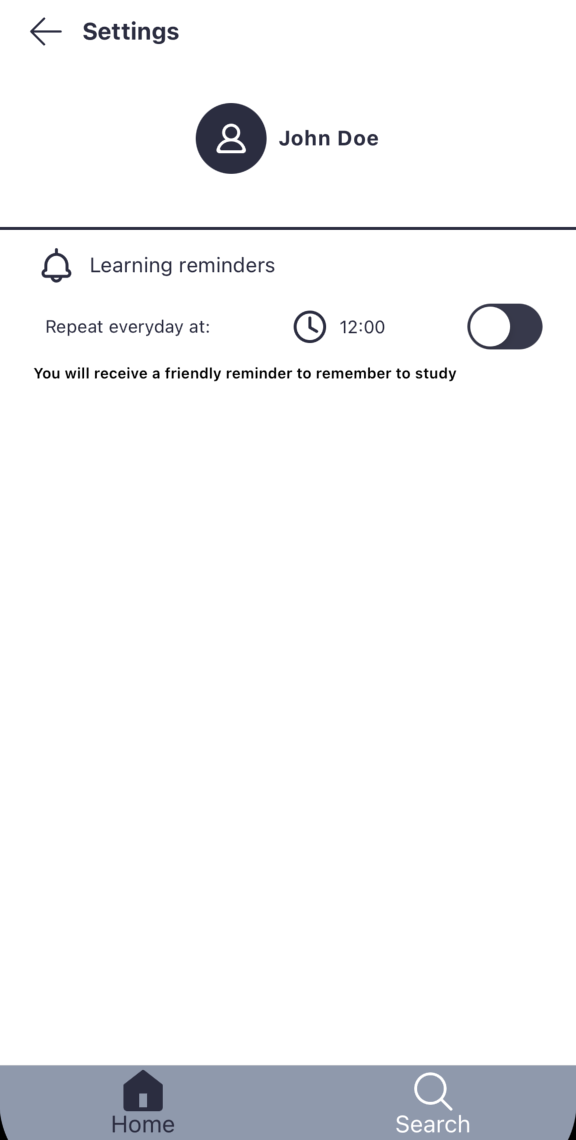 Settings
John Doe
Learning reminders
Repeat everyday at: 12:00
You will receive a friendly reminder to remember to study
Home Search